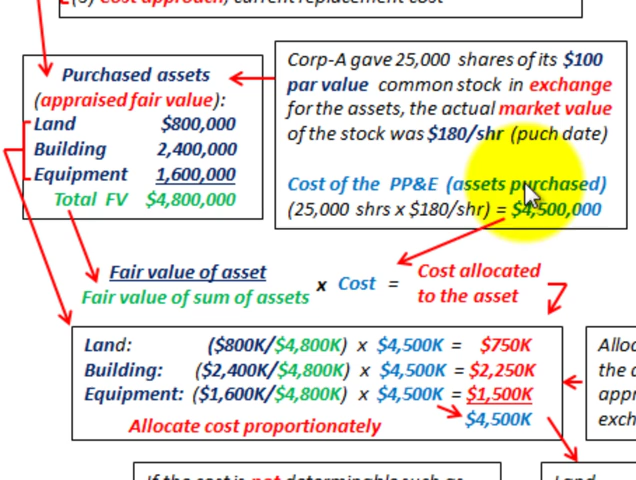 (3) Cost approach, current replacement cost
Purchased assets
(appraised fair value):
Land $800,000
Building 2,400,000
Equipment 1,600,000
Total FV $4,800,000
Corp-A gave 25,000 shares of its $100
par value common stock in exchange
for the assets, the actual market value
of the stock was $180/shr (puch date)
Cost of the PP&E (assets purchased)
(25,000 shrs x $180/shr) = $4,500,000
Fair value of asset
Fair value of sum of assets
x Cost =
Cost allocated
to the asset
Land: ($800K/$4,800K) x $4,500K = $750K
Building: ($2,400K/$4,800K) x $4,500K = $2,250K
Equipment: ($1,600K/$4,800K) x $4,500K = $1,500K
$4,500K
Allocate cost proportionately
the
If the cost is not determinable such as
Land